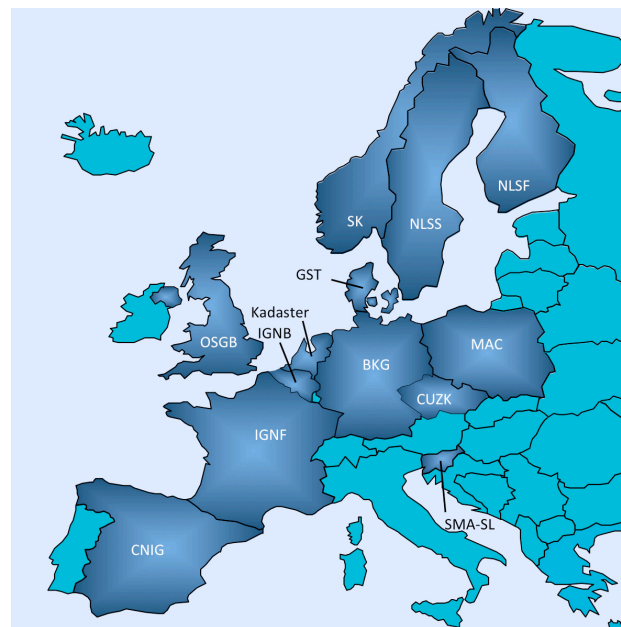 NLSF
SK
NLSS
GST
Kadaster
IGNB
OSGB
MAC
BKG
CUZK
IGNF
SMA-SL
CNIG